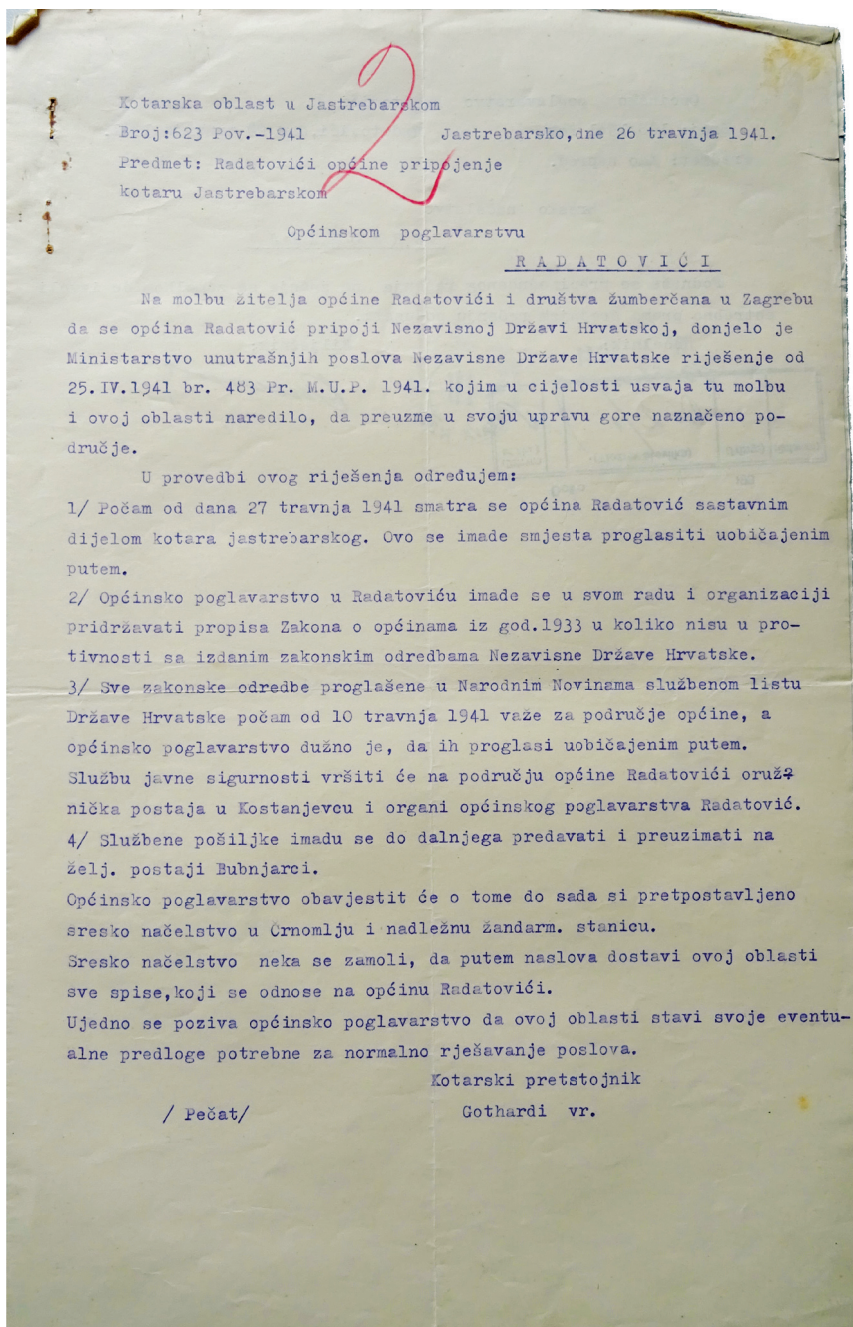 2
Kotarska oblast u Jastrebarskom
Broj:623 Pov.-1941 Jastrebarsko,dne 26 travnja 1941.
Predmet: Radatovići općine pripojenje
kotaru Jastrebarskom
Općinskom poglavarstvu
R A D A T O V I Ć I
Na molbu žitelja općine Radatovići i društva žumberčana u Zagrebu
da se općina Radatović pripoji Nezavisnoj Državi Hrvatskoj, donjelo je
Ministarstvo unutrašnjih poslova Nezavisne Države Hrvatske riješenje od
25.IV.1941 br. 483 Pr. M.U.P. 1941. kojim u cijelosti usvaja tu molbu
i ovoj oblasti naredilo, da preuzme u svoju upravu gore naznačeno po-
dručje.
U provedbi ovog riješenja određujem:
1/ Počam od dana 27 travnja 1941 smatra se općina Radatović sastavnim
dijelom kotara jastrebarskog. Ovo se imade smjesta proglasiti uobičajenim
putem.
2/ Općinsko poglavarstvo u Radatoviću imade se u svom radu i organizaciji
pridržavati propisa Zakona o općinama iz god.1933 u koliko nisu u pro-
tivnosti sa izdanim zakonskim odredbama Nezavisne Države Hrvatske.
3/ Sve zakonske odredbe proglašene u Narodnim Novinama službenom listu
Države Hrvatske počam od 10 travnja 1941 važe za područje općine, a
općinsko poglavarstvo dužno je, da ih proglasi uobičajenim putem.
Službu javne sigurnosti vršiti će na području općine Radatovići oruž-
nička postaja u Kostanjevcu i organi općinskog poglavarstva Radatović.
4/ Službene pošiljke imadu se do dalnjega predavati i preuzimati na
želj. postaji Bubnjarci.
Općinsko poglavarstvo obavjestit će o tome do sada si pretpostavljeno
sresko načelstvo u Črnomlju i nadležnu žandarm. stanicu.
Sresko načelstvo neka se zamoli, da putem naslova dostavi ovoj oblasti
sve spise,koji se odnose na općinu Radatovići.
Ujedno se poziva općinsko poglavarstvo da ovoj oblasti stavi svoje eventu-
alne predloge potrebne za normalno rješavanje poslova.
Kotarski pretstojnik
/ Pečat/ Gothardi vr.